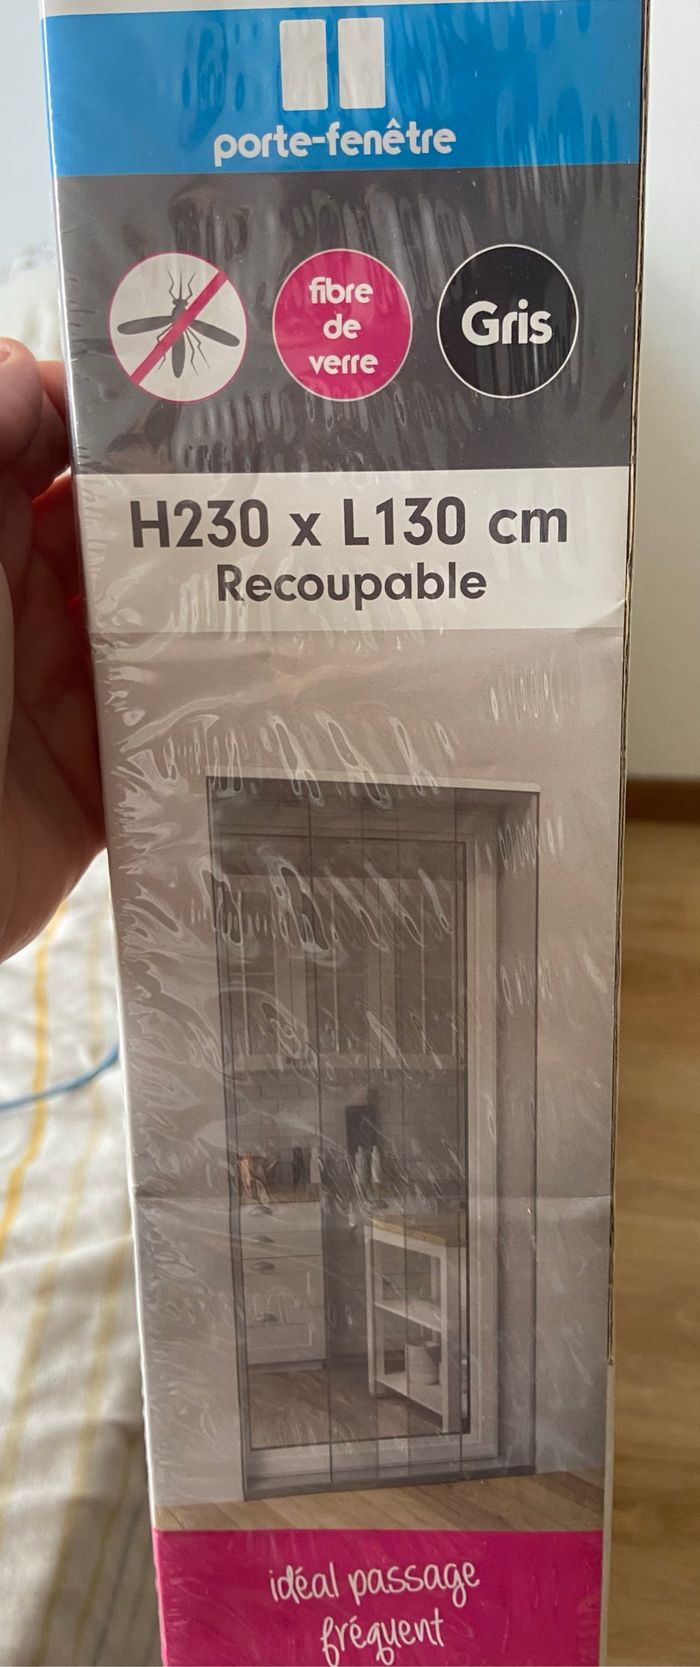 porte-fenêtre
fibre
de
verre
Gris
H230 x L130 cm
Recoupable
idéal passage
fréquent